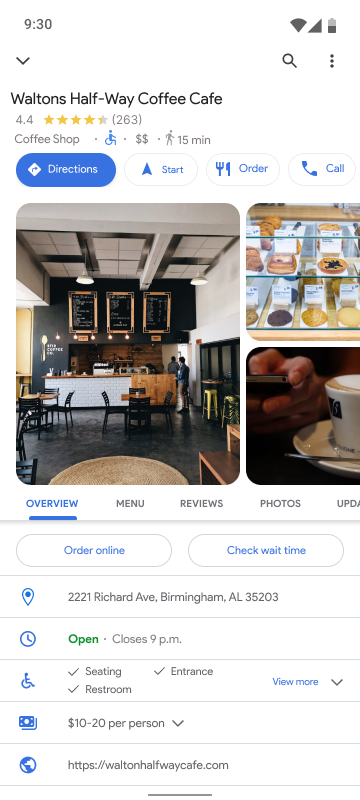 9:30
Waltons Half-Way Coffee Cafe
4.4 (263)
Coffee Shop · · $$ · 15 min
Directions Start Order Call
OVERVIEW MENU REVIEWS PHOTOS UPDA
Order online Check wait time
2221 Richard Ave, Birmingham, AL 35203
Open · Closes 9 p.m.
Seating Entrance
Restroom
View more
$10-20 per person
https://waltonhalfwaycafe.com